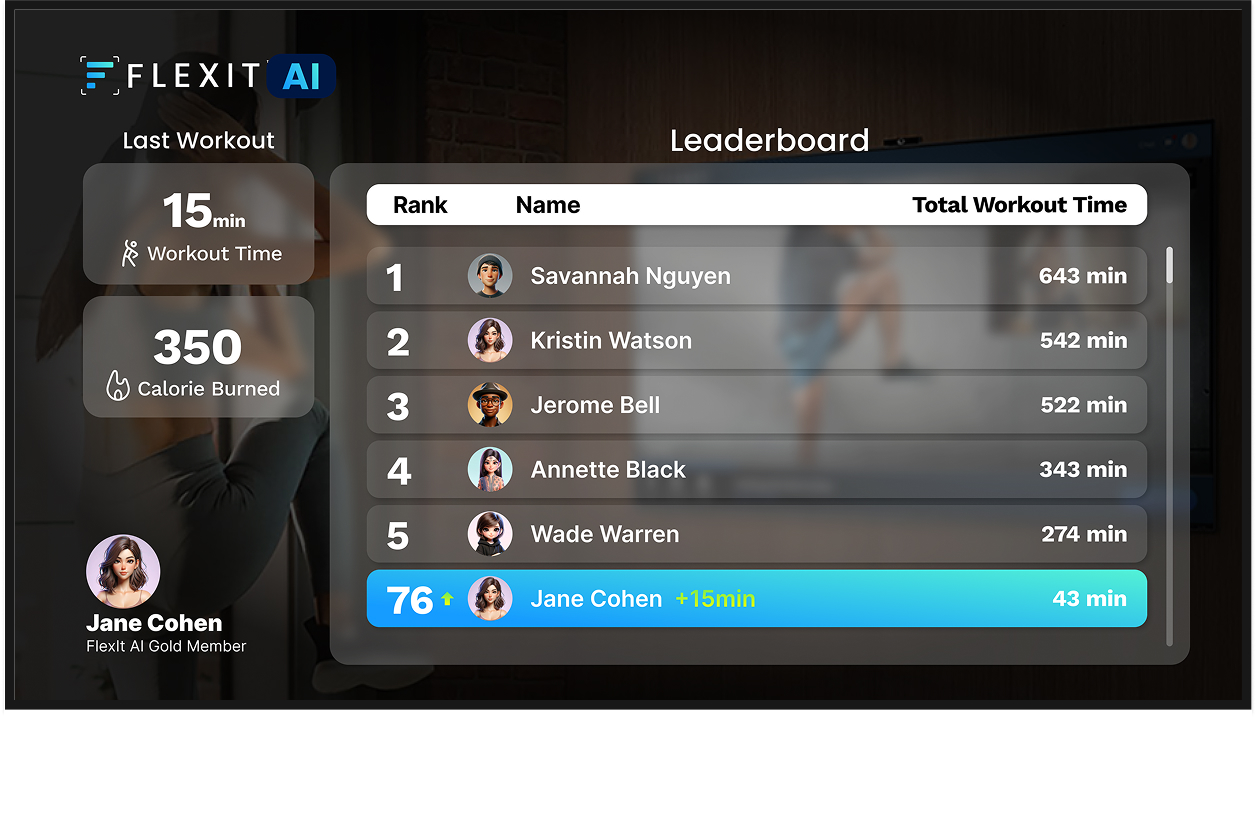 FLEXIT AI
Last Workout
15min
Workout Time
350
Calorie Burned
Jane Cohen
FlexIt AI Gold Member
Leaderboard
Rank Name Total Workout Time
1 Savannah Nguyen 643 min
2 Kristin Watson 542 min
3 Jerome Bell 522 min
4 Annette Black 343 min
5 Wade Warren 274 min
76 Jane Cohen +15min 43 min